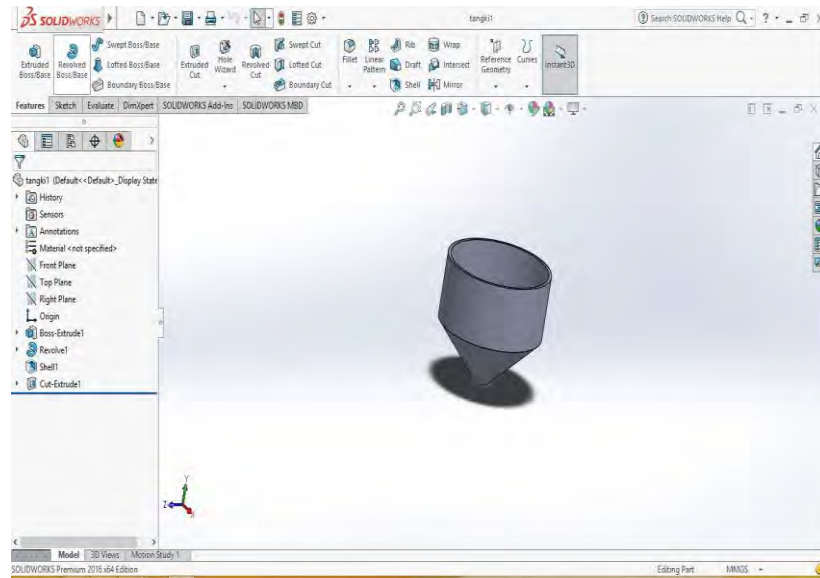 SOLIDWORKS
tangki1
Search SOLIDWORKS Help
Extruded Boss/Base
Revolved Boss/Base
Swept Boss/Base
Lofted Boss/Base
Boundary Boss/Base
Extruded Cut
Hole Wizard
Revolved Cut
Swept Cut
Lofted Cut
Boundary Cut
Fillet
Linear Pattern
Rib
Draft
Shell
Wrap
Intersect
Mirror
Reference Geometry
Curves
Instant3D
Features Sketch Evaluate DimXpert SOLIDWORKS Add-Ins SOLIDWORKS MBD
tangki1 (Default<<Default>_Display State
History
Sensors
Annotations
Material <not specified>
Front Plane
Top Plane
Right Plane
Origin
Boss-Extrude1
Revolve1
Shell1
Cut-Extrude1
Y
Z
X
Model 3D Views Motion Study 1
SOLIDWORKS Premium 2016 x64 Edition
Editing Part MMGS